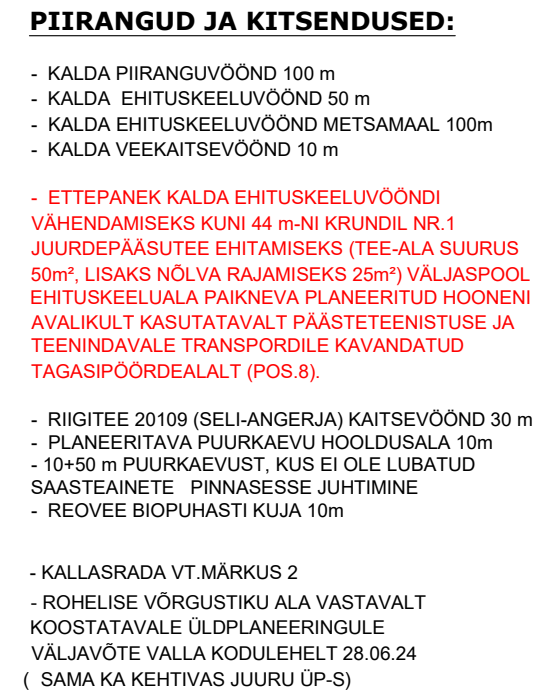 PIIRANGUD JA KITSENDUSED:
- KALDA PIIRANGUVÖÖND 100 m
- KALDA EHITUSKEELUVÖÖND 50 m
- KALDA EHITUSKEELUVÖÖND METSAMAAL 100m
- KALDA VEEKAITSEVÖÖND 10 m
- ETTEPANEK KALDA EHITUSKEELUVÖÖNDI
VÄHENDAMISEKS KUNI 44 m-NI KRUNDIL NR.1
JUURDEPÄÄSUTEE EHITAMISEKS (TEE-ALA SUURUS
50m², LISAKS NÕLVA RAJAMISEKS 25m²) VÄLJASPOOL
EHITUSKEELUALA PAIKNEVA PLANEERITUD HOONENI
AVALIKULT KASUTATAVALT PÄÄSTETEENISTUSE JA
TEENINDAVALE TRANSPORDILE KAVANDATUD
TAGASIPÖÖRDEALALT (POS.8).
- RIIGITEE 20109 (SELI-ANGERJA) KAITSEVÖÖND 30 m
- PLANEERITAVA PUURKAEVU HOOLDUSALA 10m
- 10+50 m PUURKAEVUST, KUS EI OLE LUBATUD
SAASTEAINETE PINNASESSE JUHTIMINE
- REOVEE BIOPUHASTI KUJA 10m
- KALLASRADA VT.MÄRKUS 2
- ROHELISE VÕRGUSTIKU ALA VASTAVALT
KOOSTATAVALE ÜLDPLANEERINGULE
VÄLJAVÕTE VALLA KODULEHELT 28.06.24
( SAMA KA KEHTIVAS JUURU ÜP-S)